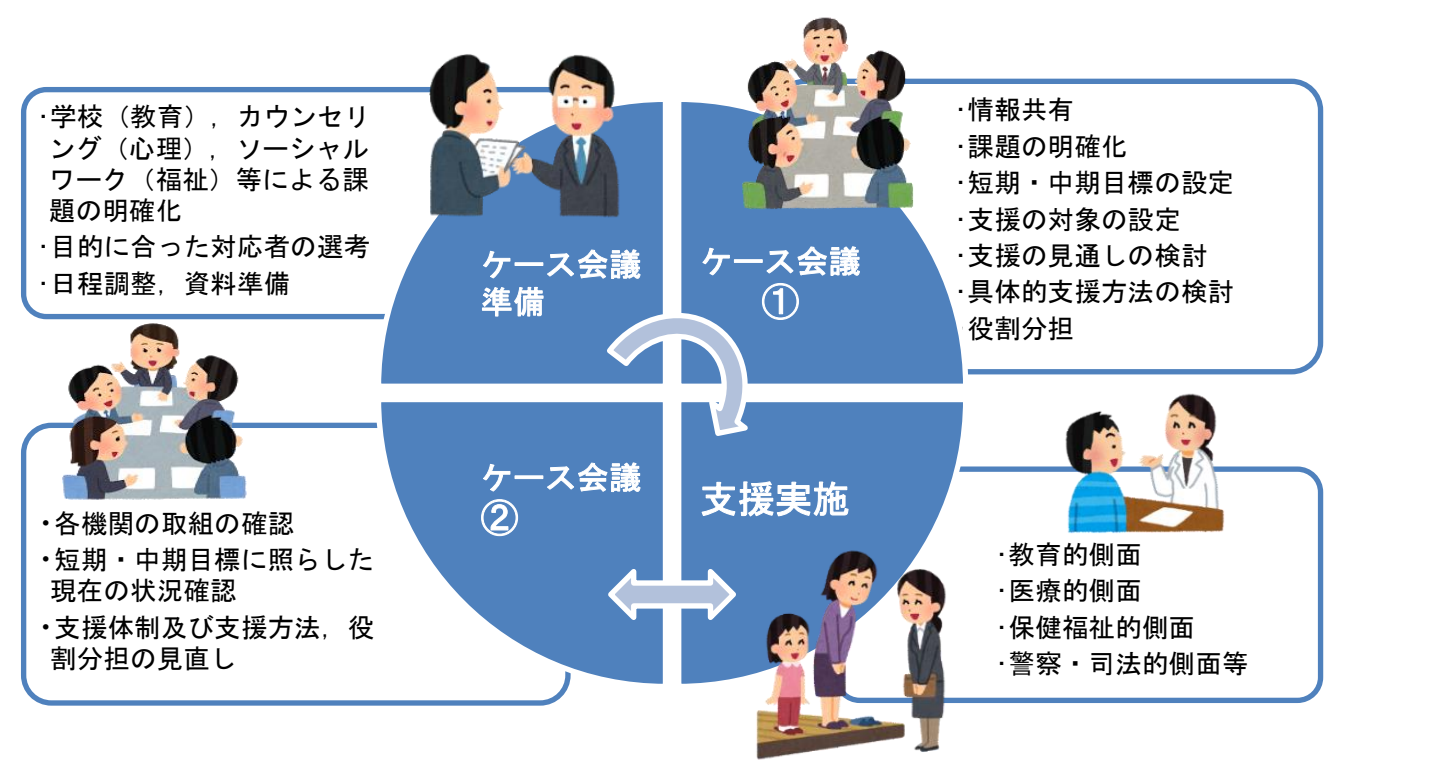 ・学校（教育），カウンセリ
ング（心理），ソーシャル
ワーク（福祉）等による課
題の明確化
・目的に合った対応者の選考
・日程調整，資料準備
ケース会議
準備
ケース会議
①
・情報共有
・課題の明確化
・短期・中期目標の設定
・支援の対象の設定
・支援の見通しの検討
・具体的支援方法の検討
・役割分担
・各機関の取組の確認
・短期・中期目標に照らした
現在の状況確認
・支援体制及び支援方法，役
割分担の見直し
ケース会議
②
支援実施
・教育的側面
・医療的側面
・保健福祉的側面
・警察・司法的側面等